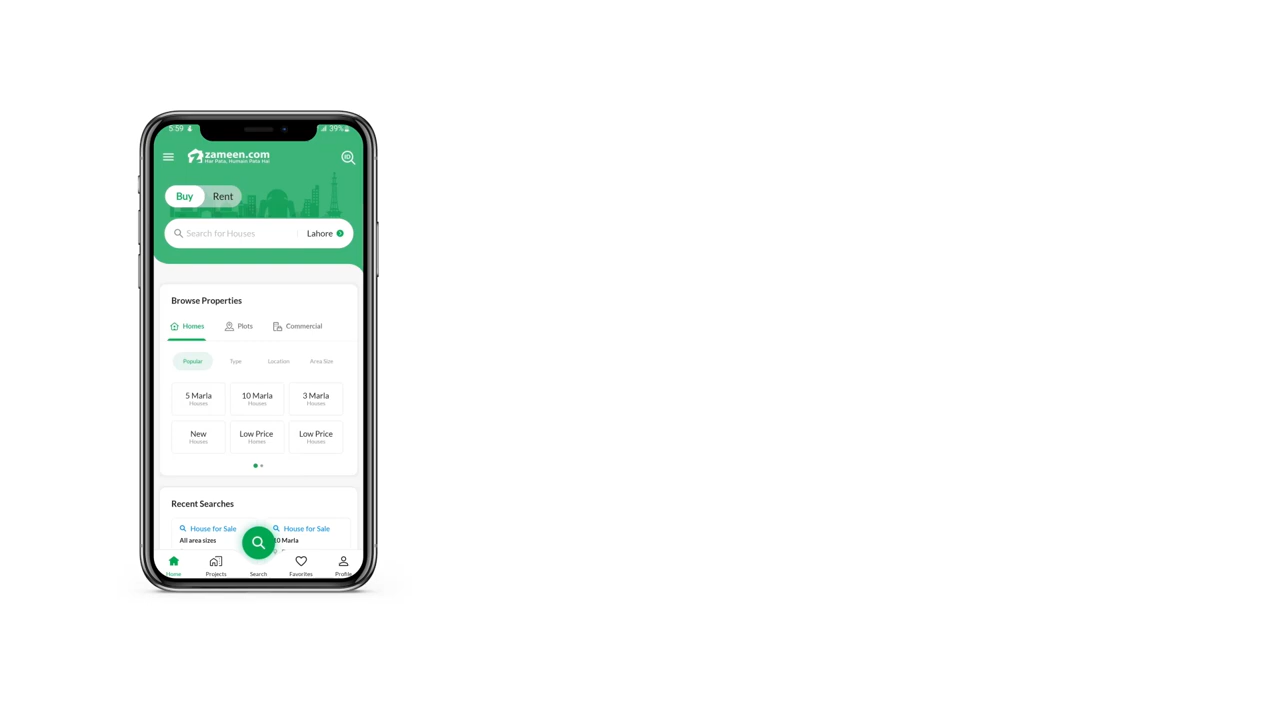 5:59 39%
zameen.com
Har Pata, Humain Pata Hai
ID
Buy Rent
Search for Houses Lahore
Browse Properties
Homes Plots Commercial
Popular Type Location Area Size
5 Marla 10 Marla 3 Marla
Houses Houses Houses
New Low Price Low Price
Houses Homes Houses
Recent Searches
House for Sale House for Sale
All area sizes 10 Marla
Home Projects Search Favorites Profile